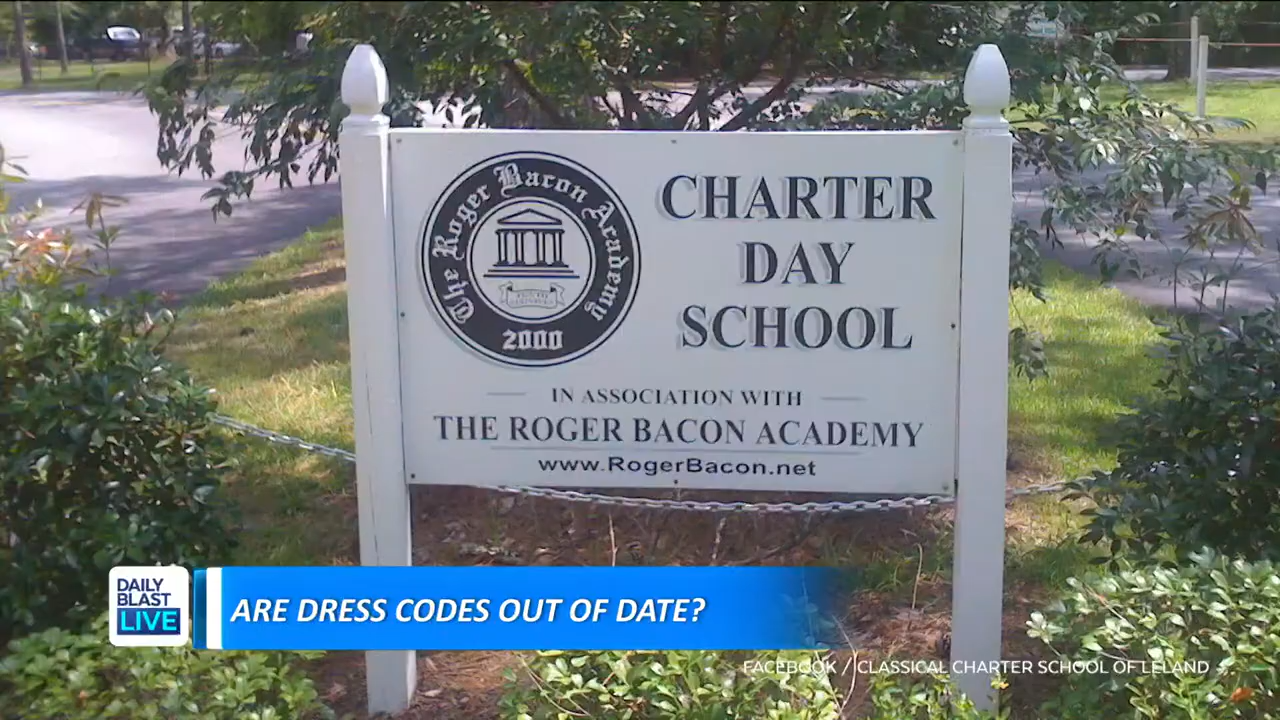 The Roger Bacon Academy
2000
CHARTER
DAY
SCHOOL
IN ASSOCIATION WITH
THE ROGER BACON ACADEMY
www.RogerBacon.net
DAILY
BLAST
LIVE
ARE DRESS CODES OUT OF DATE?
FACEBOOK / CLASSICAL CHARTER SCHOOL OF LELAND